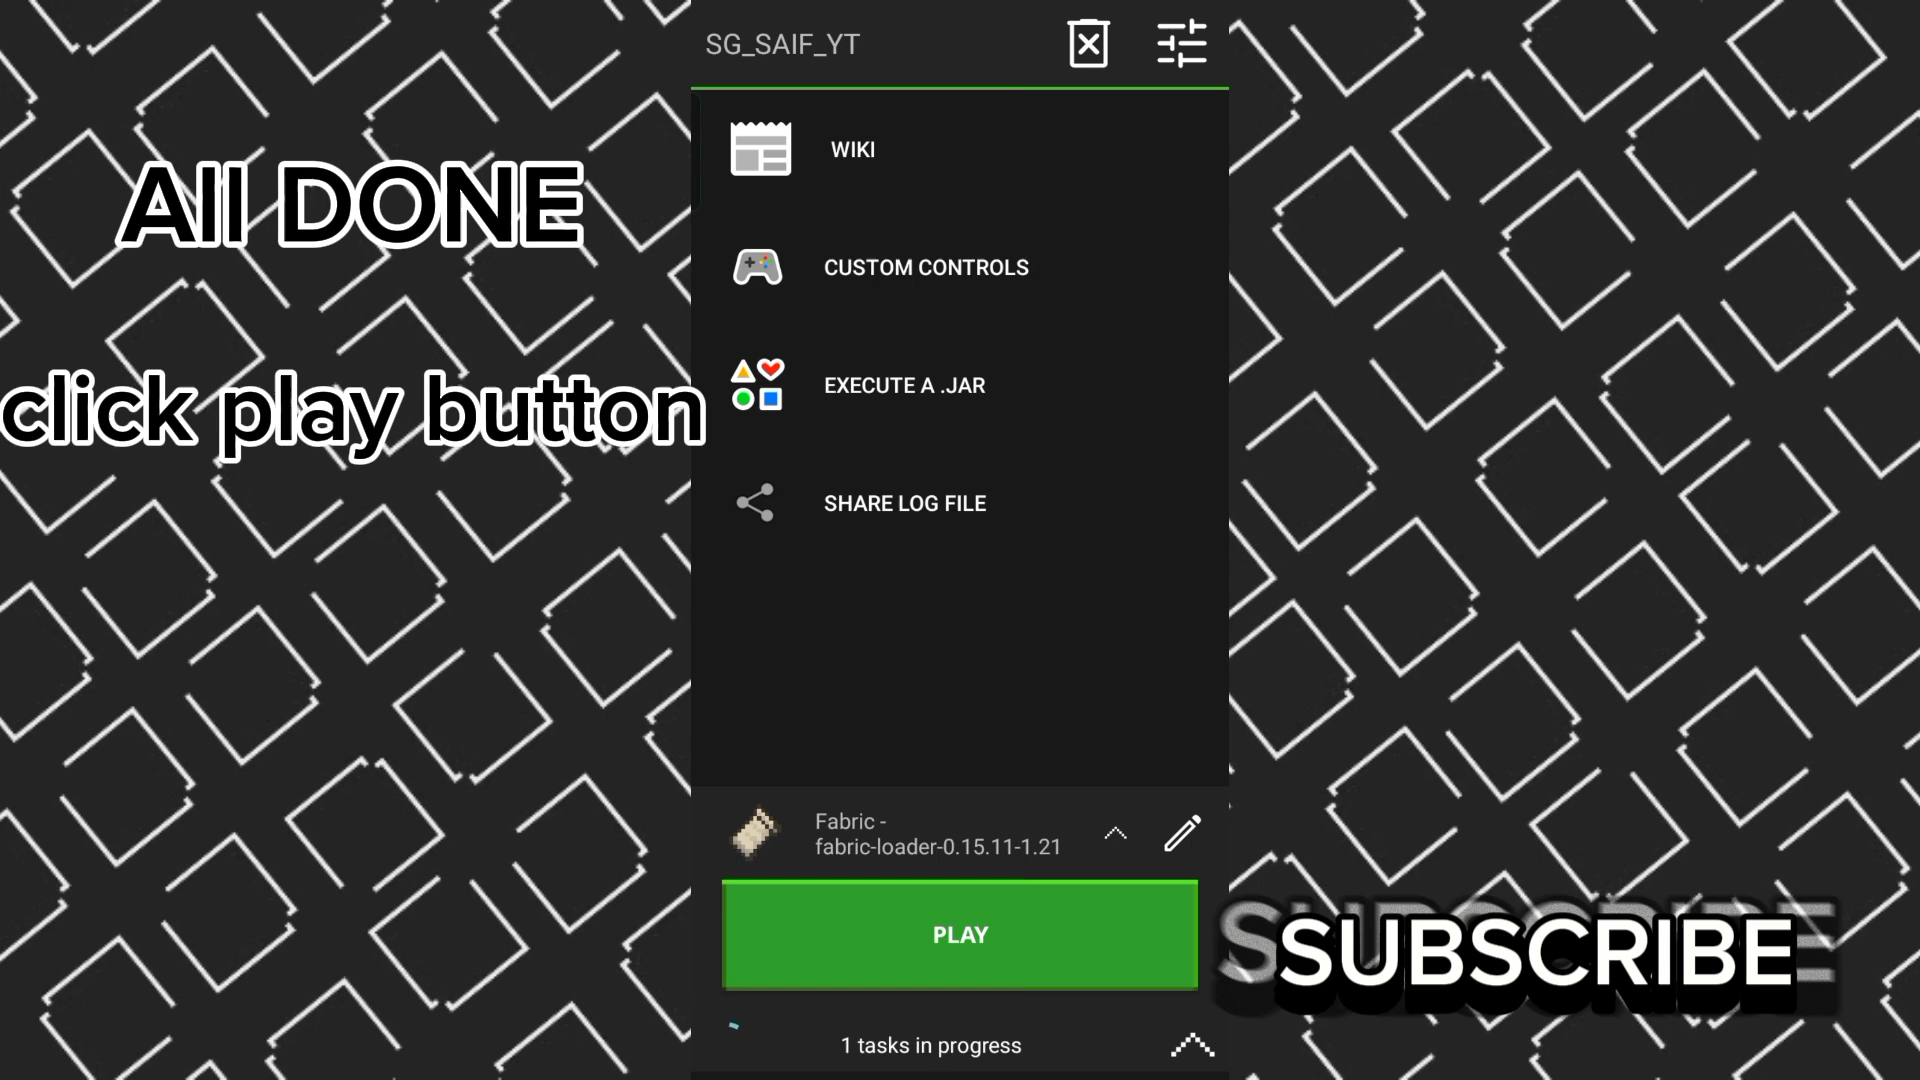 SG_SAIF_YT
WIKI
All DONE
CUSTOM CONTROLS
EXECUTE A .JAR
click play button
SHARE LOG FILE
Fabric -
fabric-loader-0.15.11-1.21
PLAY
SUBSCRIBE
1 tasks in progress